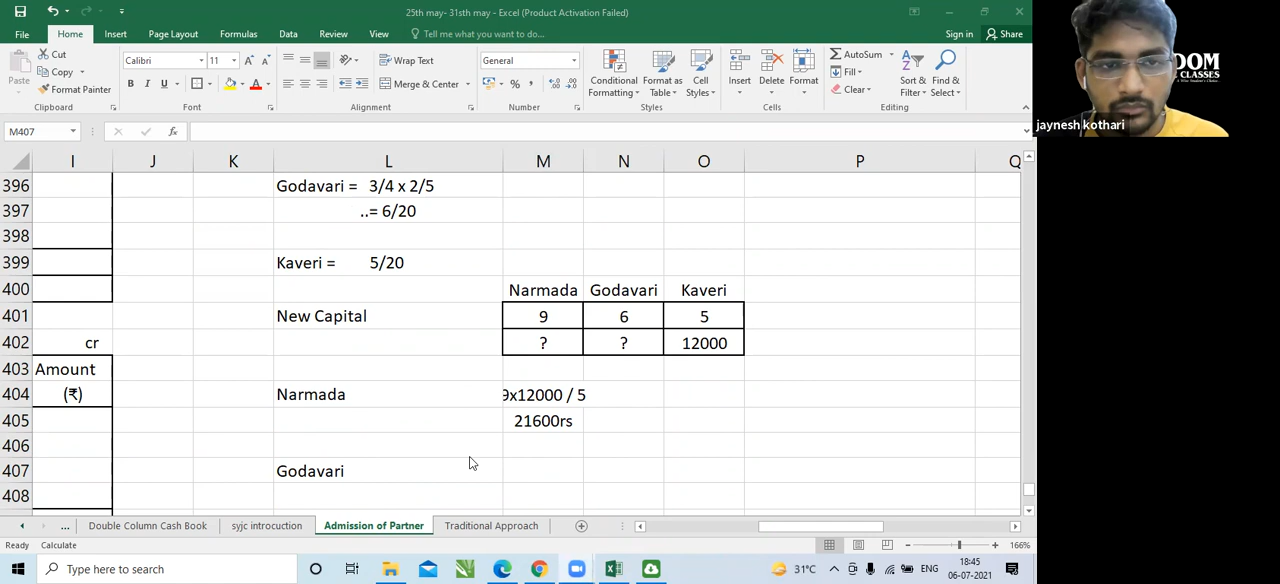 25th may- 31sth may - Excel (Product Activation Failed)
File Home Insert Page Layout Formulas Data Review View Tell me what you want to do... Sign in Share
Cut
Copy
Format Painter
Paste
Clipboard
Calibri 11
B I U
Font
Wrap Text
Merge & Center
Alignment
General
%
Number
Conditional Formatting
Format as Table
Cell Styles
Styles
Insert Delete Format
Cells
AutoSum
Fill
Clear
Sort & Filter
Find & Select
Editing
DOM
CLASSES
jaynesh kothari
M407 fx
I J K L M N O P Q
396 Godavari = 3/4 x 2/5
397 ..= 6/20
398
399 Kaveri = 5/20
400 Narmada Godavari Kaveri
401 New Capital 9 6 5
402 cr ? ? 12000
403 Amount
404 (₹) Narmada 9x12000 / 5
405 21600rs
406
407 Godavari
408
... Double Column Cash Book syjc introcuction Admission of Partner Traditional Approach
Ready Calculate 166%
Type here to search 31°C ENG 18:45
06-07-2021